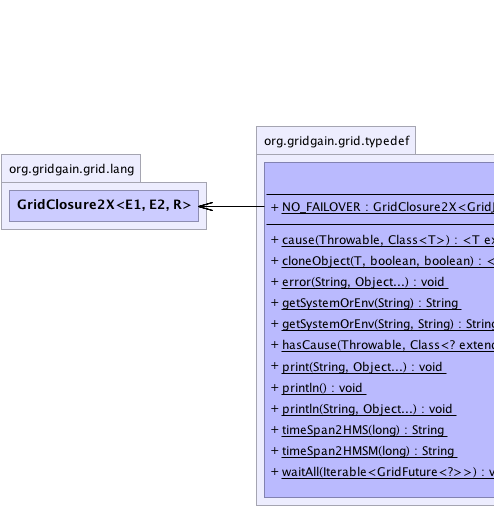 org.gridgain.grid.typedef
org.gridgain.grid.lang
GridClosure2X<E1, E2, R>
+ NO_FAILOVER : GridClosure2X<GridJ
+ cause(Throwable, Class<T>) : <T ex
+ cloneObject(T, boolean, boolean) : <
+ error(String, Object...) : void
+ getSystemOrEnv(String) : String
+ getSystemOrEnv(String, String) : String
+ hasCause(Throwable, Class<? extend
+ print(String, Object...) : void
+ println() : void
+ println(String, Object...) : void
+ timeSpan2HMS(long) : String
+ timeSpan2HMSM(long) : String
+ waitAll(Iterable<GridFuture<?>>) : v